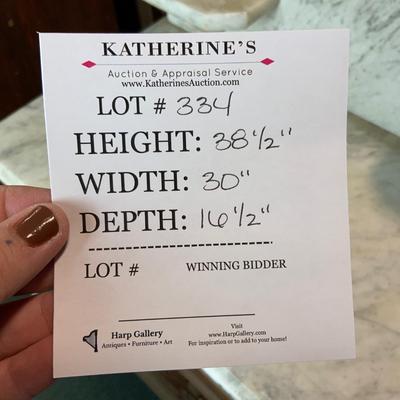 KATHERINE'S
Auction & Appraisal Service
www.KatherinesAuction.com
LOT # 334
HEIGHT: 38 1/2"
WIDTH: 30"
DEPTH: 16 1/2"
LOT # WINNING BIDDER
Harp Gallery
Antiques • Furniture • Art
Visit
www.HarpGallery.com
For inspiration or to add to your home!